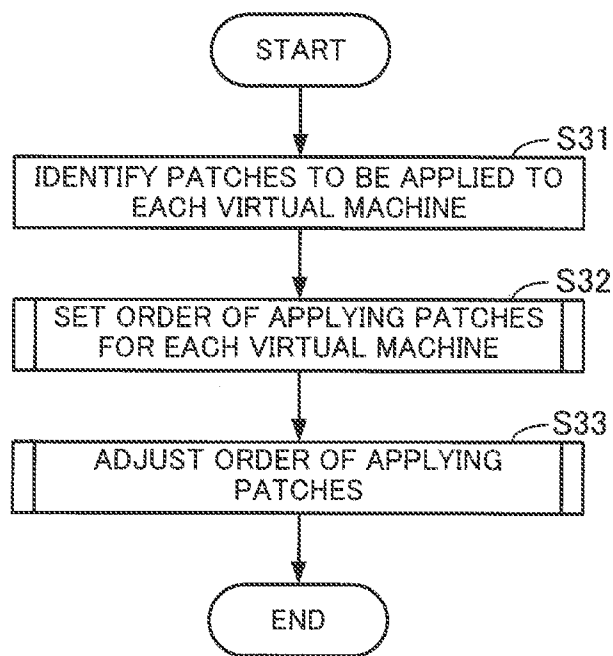 START
S31
IDENTIFY PATCHES TO BE APPLIED TO
EACH VIRTUAL MACHINE
S32
SET ORDER OF APPLYING PATCHES
FOR EACH VIRTUAL MACHINE
S33
ADJUST ORDER OF APPLYING
PATCHES
END